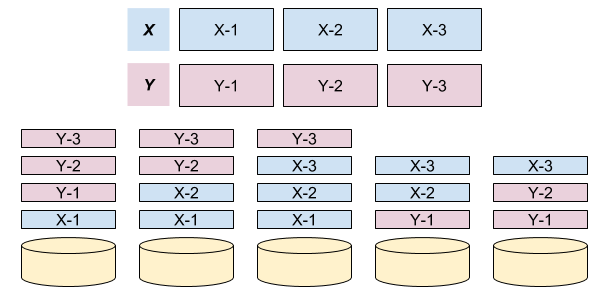 X X-1 X-2 X-3
Y Y-1 Y-2 Y-3
Y-3 Y-3 Y-3
Y-2 Y-2 X-3 X-3 X-3
Y-1 X-2 X-2 X-2 Y-2
X-1 X-1 X-1 Y-1 Y-1